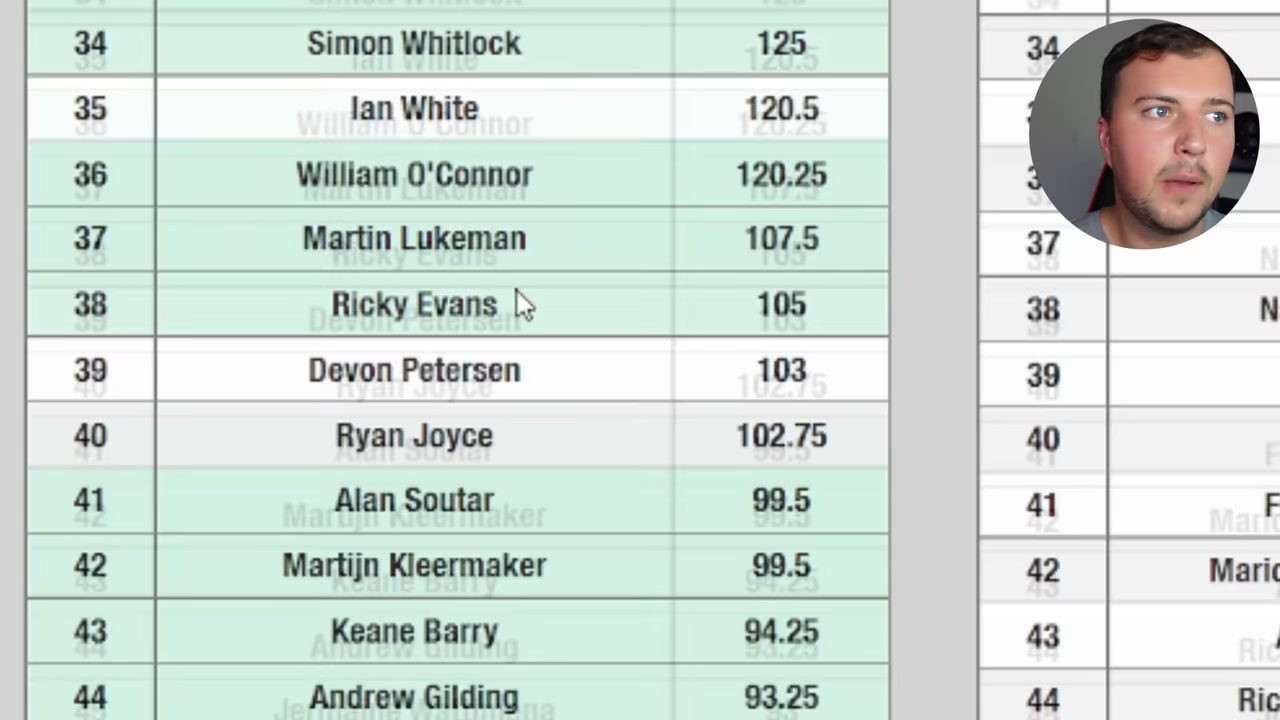 34 Simon Whitlock 125
35 Ian White 120.5
36 William O'Connor 120.25
37 Martin Lukeman 107.5
38 Ricky Evans 105
39 Devon Petersen 103
40 Ryan Joyce 102.75
41 Alan Soutar 99.5
42 Martijn Kleermaker 99.5
43 Keane Barry 94.25
44 Andrew Gilding 93.25
34
37
38 N
39
40
41 F
42 Mario
43
44 Ric